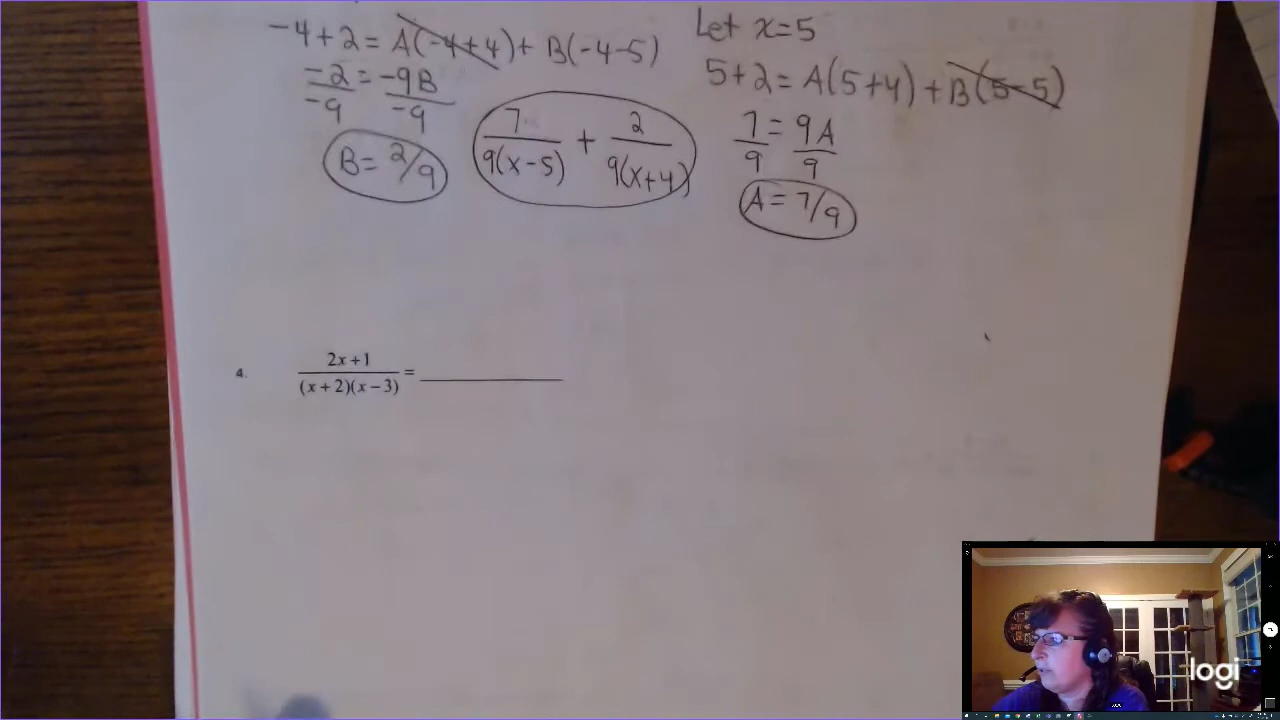 -4+2 = A(-4+4) + B(-4-5)
-2/-9 = -9B/-9
B = 2/9
7/9(x-5) + 2/9(x+4)
Let x=5
5+2 = A(5+4) + B(5-5)
7/9 = 9A/9
A = 7/9
4. 2x+1/(x+2)(x-3) = ________
logi